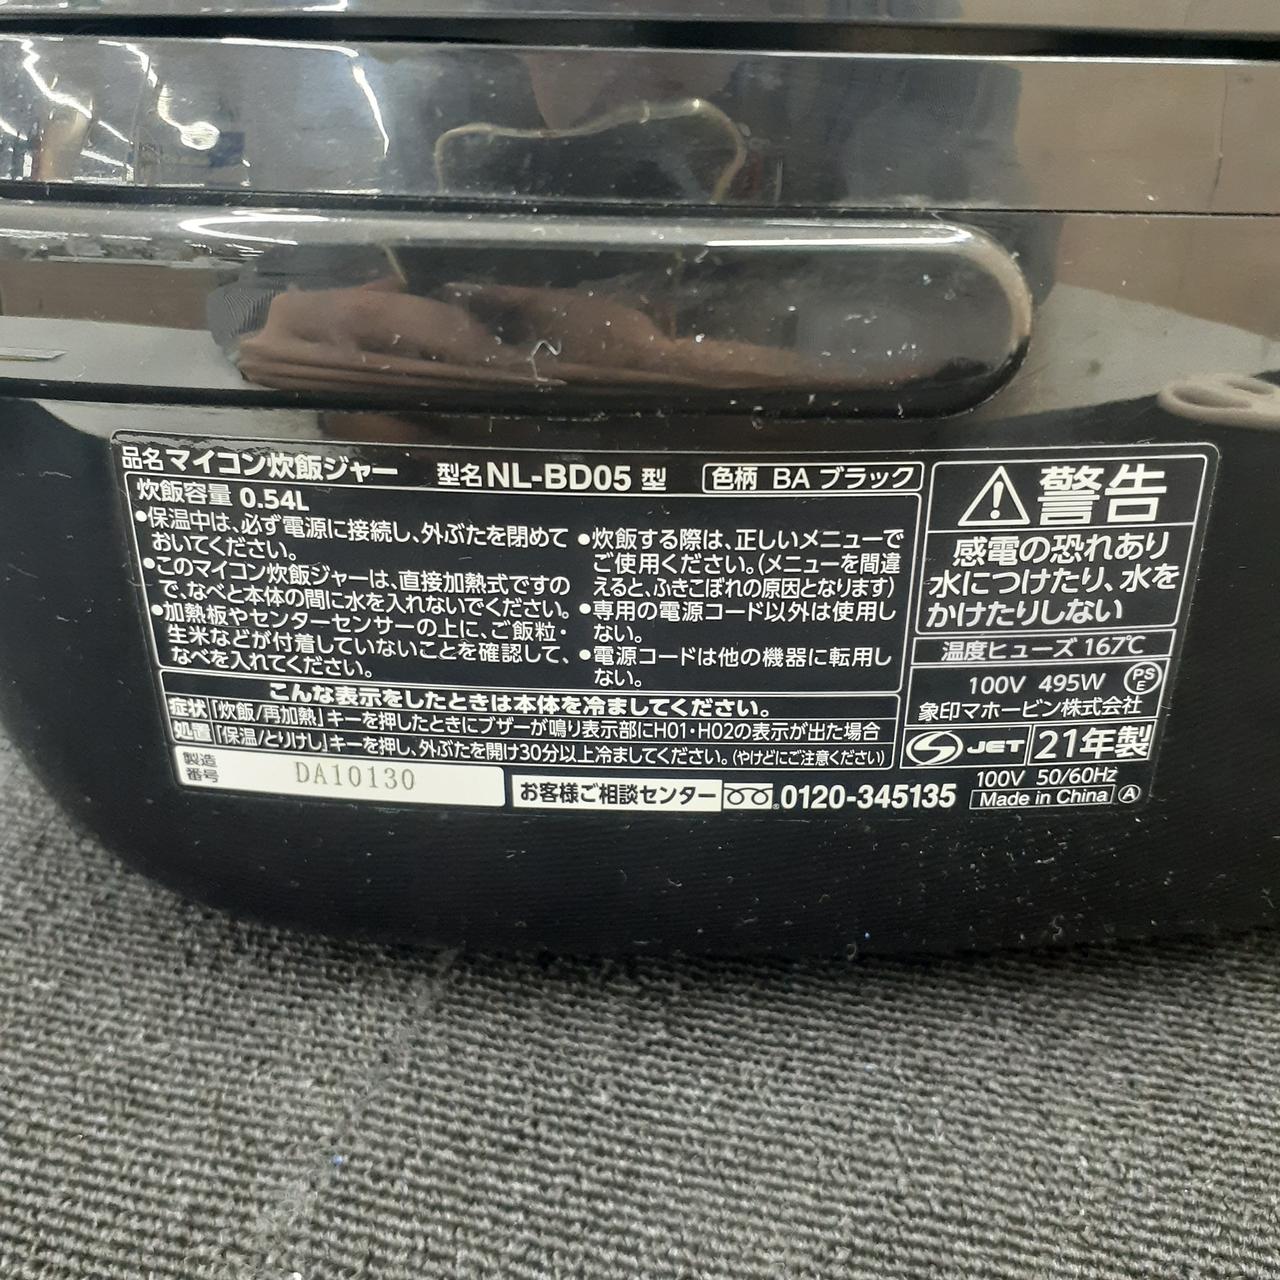 品名 マイコン炊飯ジャー 型名 NL-BD05 型 色柄 BA ブラック
炊飯容量 0.54L
●保温中は、必ず電源に接続し、外ぶたを閉めて
おいてください。
●このマイコン炊飯ジャーは、直接加熱式ですの
で、なべと本体の間に水を入れないでください。
●加熱板やセンターセンサーの上に、ご飯粒・
生米などが付着していないことを確認して、
なべを入れてください。
●炊飯する際は、正しいメニューで
ご使用ください。(メニューを間違
えると、ふきこぼれの原因となります)
●専用の電源コード以外は使用し
ない。
●電源コードは他の機器に転用し
ない。
こんな表示をしたときは本体を冷ましてください。
症状 「炊飯/再加熱」キーを押したときにブザーが鳴り表示部にH01・H02の表示が出た場合
処置 「保温/とりけし」キーを押し、外ぶたを開け30分以上冷ましてください。(やけどにご注意ください)
製造
番号
DA10130
お客様ご相談センター 0120-345135
警告
感電の恐れあり
水につけたり、水を
かけたりしない
温度ヒューズ 167℃
100V 495W PSE
象印マホービン株式会社
JET 21年製
100V 50/60Hz
Made in China A